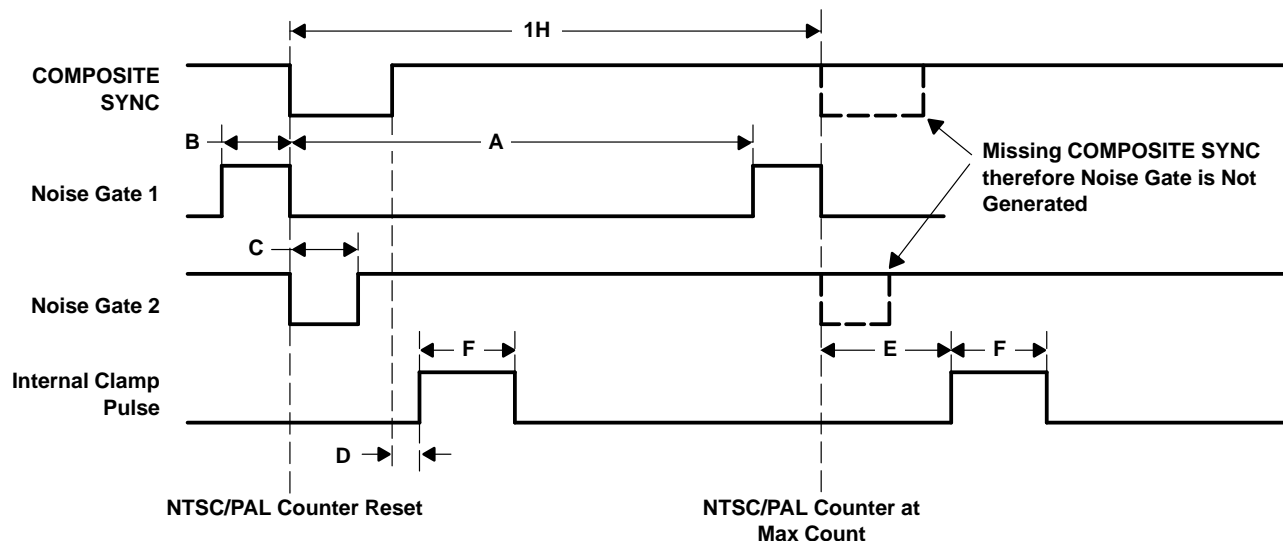 1H
COMPOSITE
SYNC
B
A
Missing COMPOSITE SYNC
therefore Noise Gate is Not
Generated
Noise Gate 1
C
Noise Gate 2
F
E
F
Internal Clamp
Pulse
D
NTSC/PAL Counter Reset
NTSC/PAL Counter at
Max Count